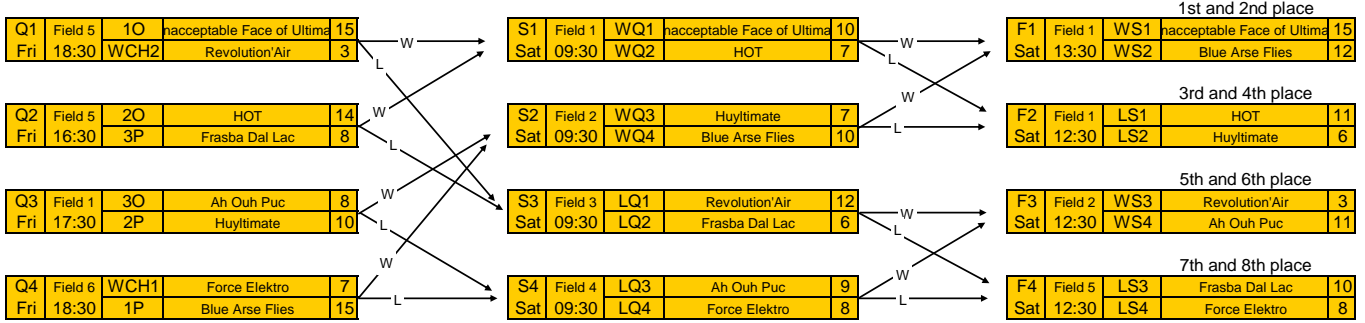 1st and 2nd place
Q1 Field 5 1O nacceptable Face of Ultima 15 S1 Field 1 WQ1 nacceptable Face of Ultima 10 F1 Field 1 WS1 nacceptable Face of Ultima 15
W W W
Fri 18:30 WCH2 Revolution'Air 3 Sat 09:30 WQ2 HOT 7 Sat 13:30 WS2 Blue Arse Flies 12
L L
3rd and 4th place
W W
Q2 Field 5 2O HOT 14 S2 Field 2 WQ3 Huyltimate 7 F2 Field 1 LS1 HOT 11
Fri 16:30 3P Frasba Dal Lac 8 Sat 09:30 WQ4 Blue Arse Flies 10 L Sat 12:30 LS2 Huyltimate 6
L
5th and 6th place
W
Q3 Field 1 3O Ah Ouh Puc 8 S3 Field 3 LQ1 Revolution'Air 12 F3 Field 2 WS3 Revolution'Air 3
W
Fri 17:30 2P Huyltimate 10 L Sat 09:30 LQ2 Frasba Dal Lac 6 L Sat 12:30 WS4 Ah Ouh Puc 11
7th and 8th place
W W
Q4 Field 6 WCH1 Force Elektro 7 S4 Field 4 LQ3 Ah Ouh Puc 9 F4 Field 5 LS3 Frasba Dal Lac 10
Fri 18:30 1P Blue Arse Flies 15 L Sat 09:30 LQ4 Force Elektro 8 L Sat 12:30 LS4 Force Elektro 8